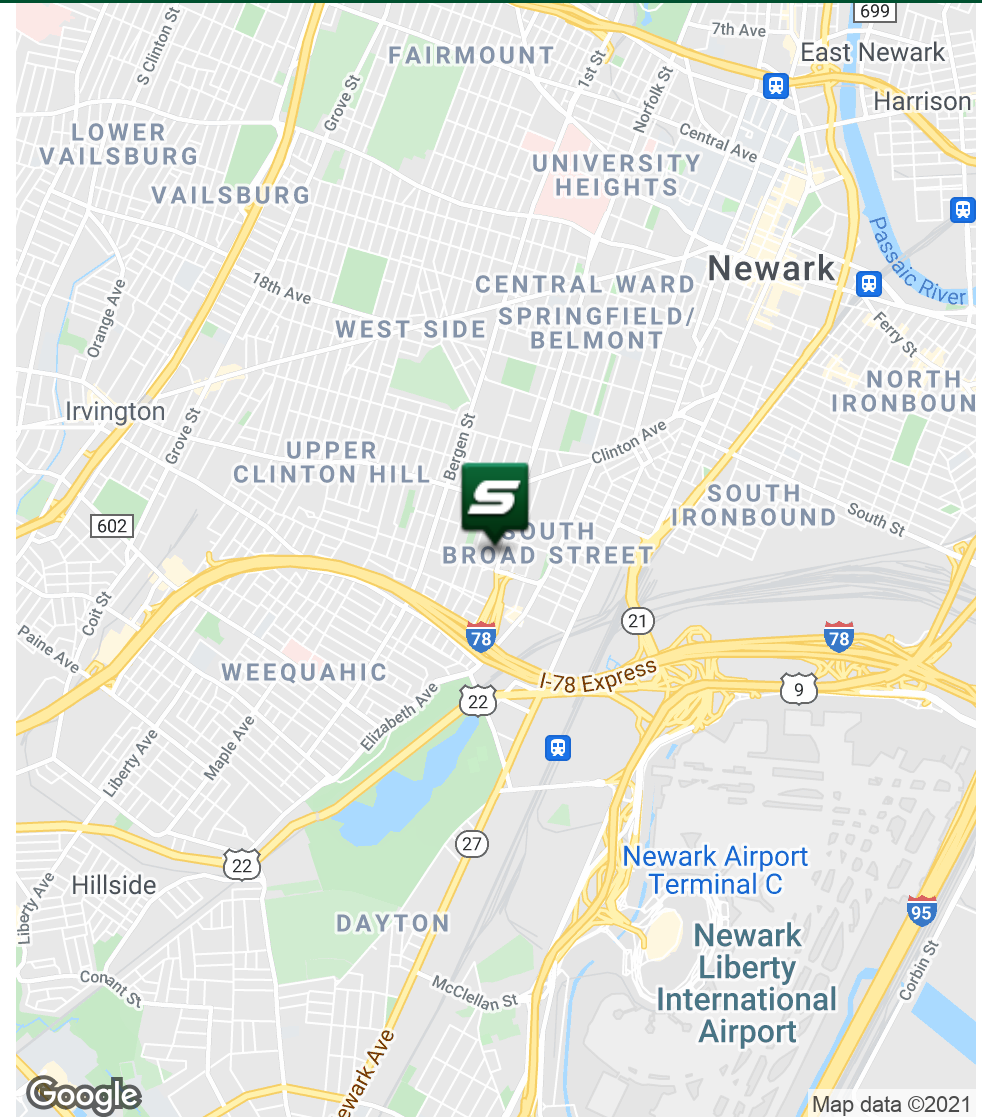 699
7th Ave
S Clinton St
FAIRMOUNT
1st St
East Newark
Grove St
Norfolk St
Harrison
LOWER
VAILSBURG
Central Ave
UNIVERSITY
HEIGHTS
VAILSBURG
Passaic River
Newark
18th Ave
CENTRAL WARD
Orange Ave
SPRINGFIELD/
BELMONT
WEST SIDE
Ferry St
NORTH
IRONBOUN
Irvington
Grove St
Bergen St
Clinton Ave
UPPER
CLINTON HILL
S
SOUTH
IRONBOUND
South St
602
SOUTH
BROAD STREET
Coit St
21
78
78
Paine Ave
WEEQUAHIC
I-78 Express
9
22
Elizabeth Ave
Maple Ave
Liberty Ave
27
22
Newark Airport
Terminal C
Hillside
Liberty Ave
95
DAYTON
Newark
Liberty
International
Airport
Corbin St
Conant St
McClellan St
ewark Ave
Google
Map data ©2021